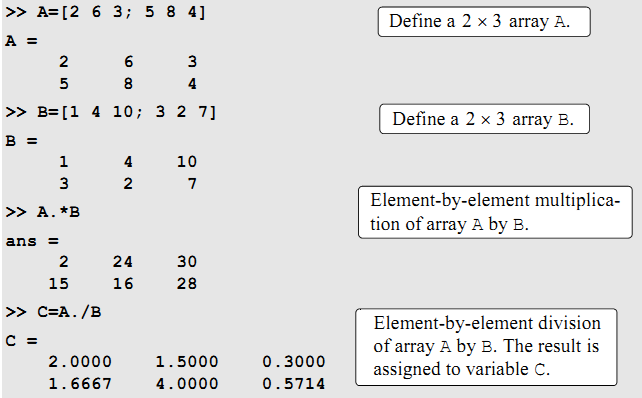 >> A=[2 6 3; 5 8 4]
Define a 2 × 3 array A.
A =
2 6 3
5 8 4
>> B=[1 4 10; 3 2 7]
Define a 2 × 3 array B.
B =
1 4 10
3 2 7
>> A.*B
Element-by-element multiplica-
tion of array A by B.
ans =
2 24 30
15 16 28
>> C=A./B
Element-by-element division
of array A by B. The result is
assigned to variable C.
C =
2.0000 1.5000 0.3000
1.6667 4.0000 0.5714